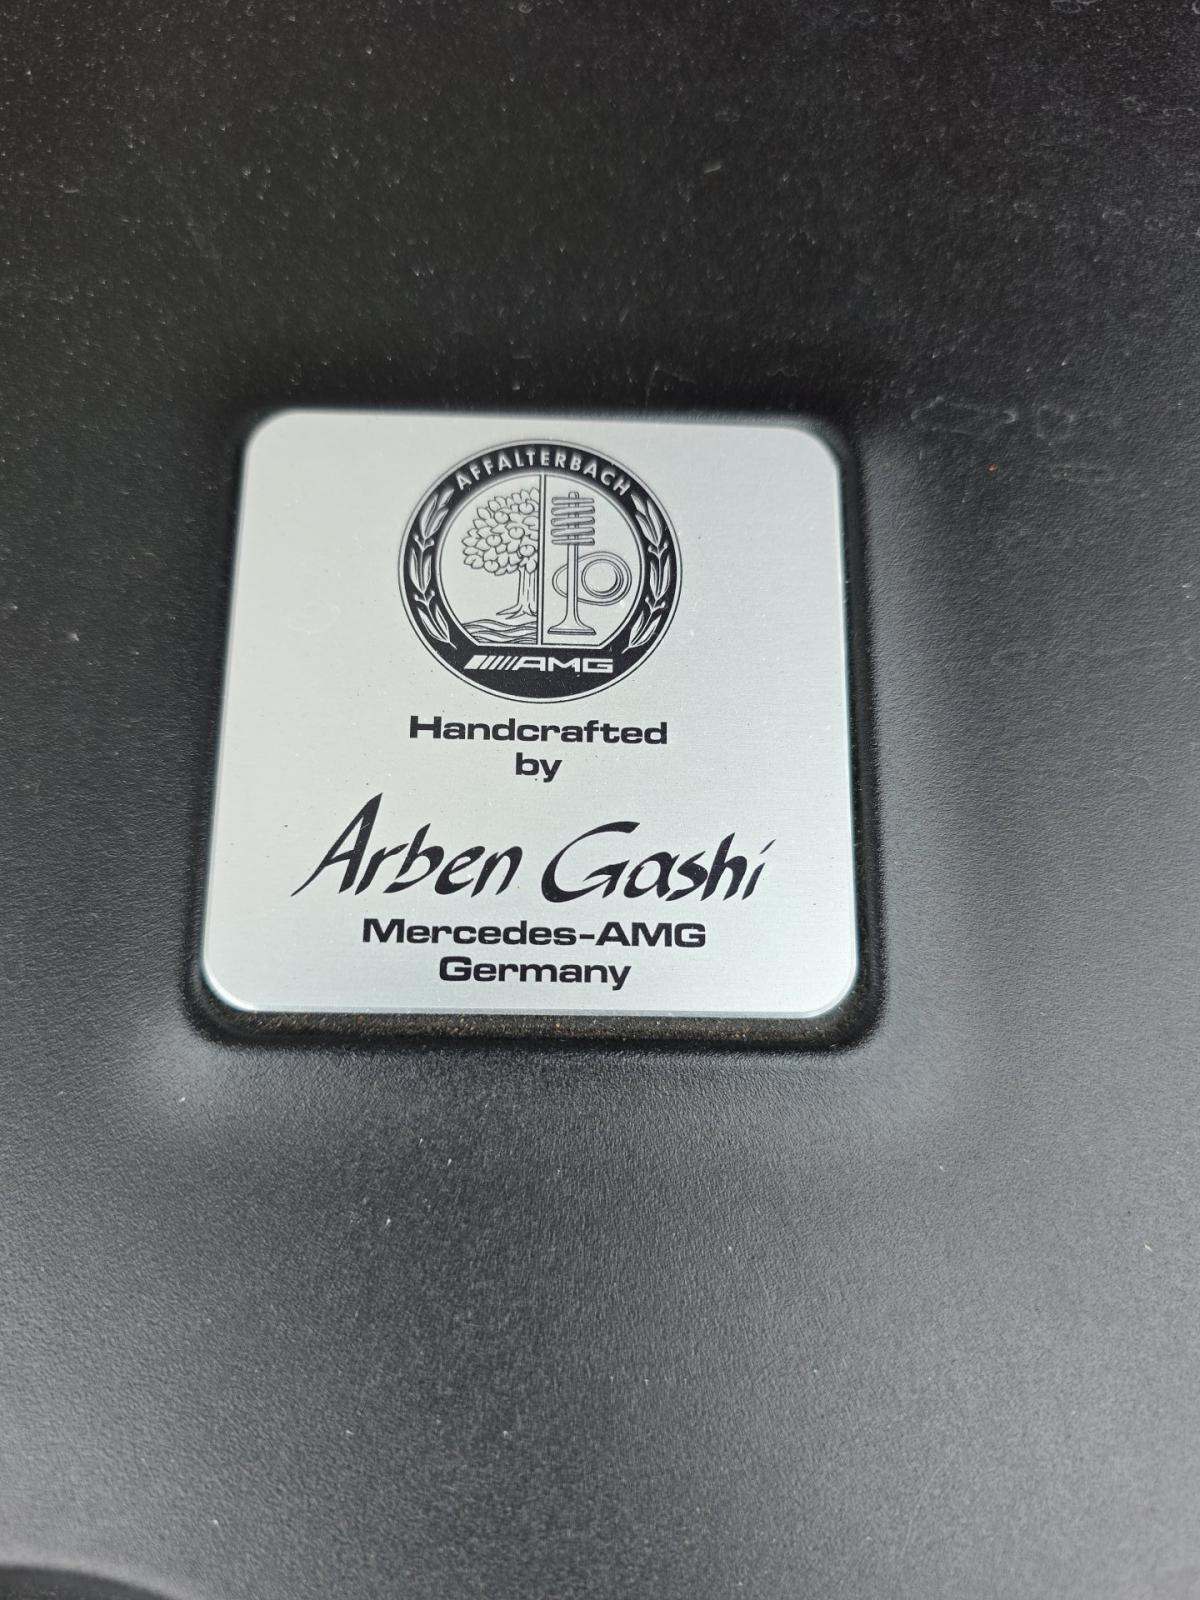 AFFALTERBACH
AMG
Handcrafted
by
Arben Gashi
Mercedes-AMG
Germany